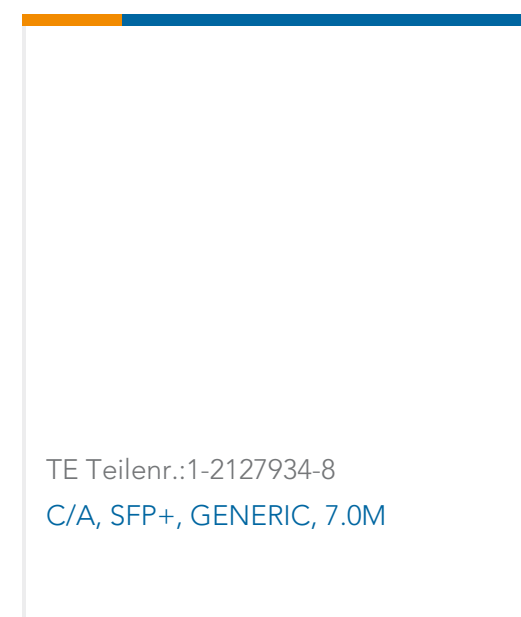 TE Teilenr.:1-2127934-8
C/A, SFP+, GENERIC, 7.0M